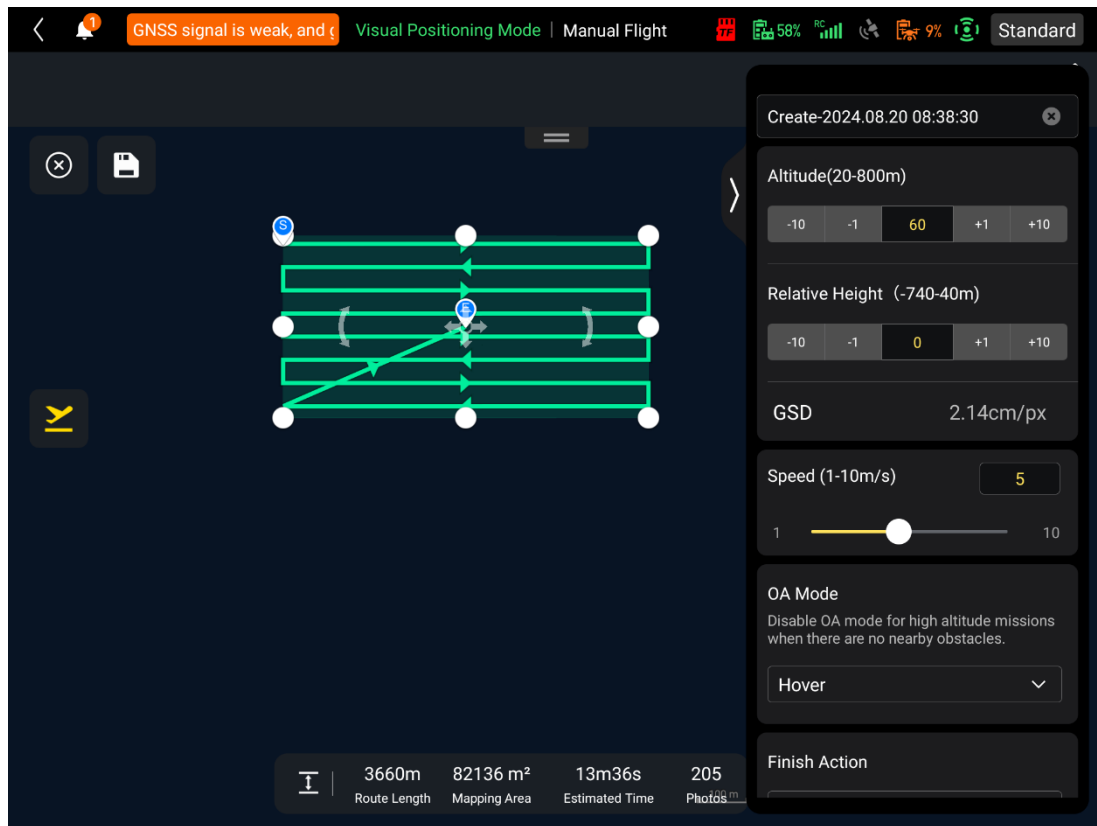 1
GNSS signal is weak, and g
Visual Positioning Mode | Manual Flight
TF
58%
RC
9%
Standard
Create-2024.08.20 08:38:30
Altitude(20-800m)
-10 -1 60 +1 +10
Relative Height（-740-40m)
-10 -1 0 +1 +10
GSD 2.14cm/px
Speed (1-10m/s) 5
1 10
OA Mode
Disable OA mode for high altitude missions
when there are no nearby obstacles.
Hover
Finish Action
S
E
3660m 82136 m² 13m36s 205
Route Length Mapping Area Estimated Time Photos
100 m